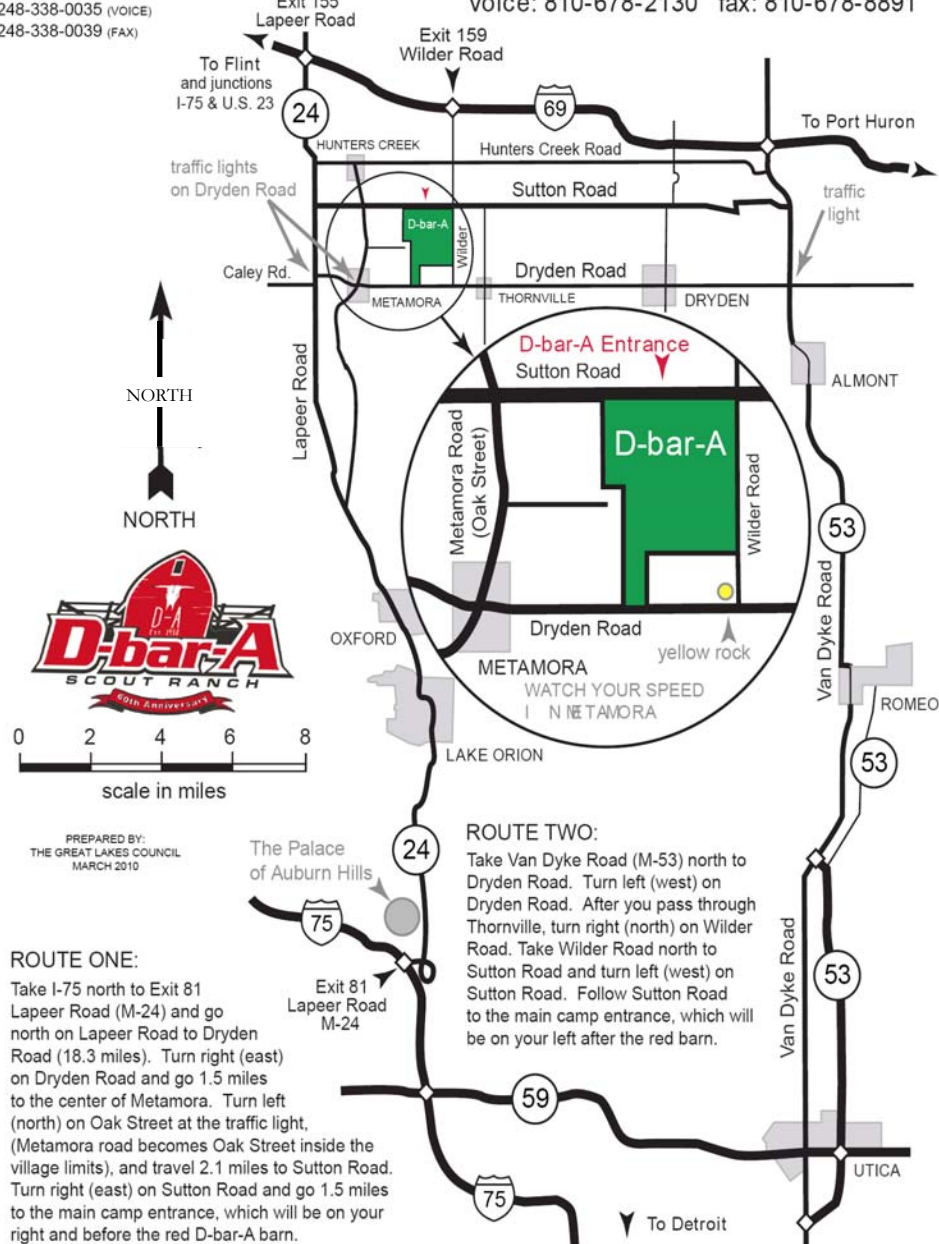 248-338-0035 (VOICE)
248-338-0039 (FAX)
Exit 155
Lapeer Road
voice: 810-678-2130   fax: 810-678-8891
Exit 159
Wilder Road
To Flint
and junctions
I-75 & U.S. 23
24
69
To Port Huron
HUNTERS CREEK
Hunters Creek Road
traffic lights
on Dryden Road
Sutton Road
traffic
light
D-bar-A
Wilder
Caley Rd.
Dryden Road
METAMORA
THORNVILLE
DRYDEN
NORTH
NORTH
Lapeer Road
D-bar-A Entrance
Sutton Road
ALMONT
D-bar-A
Metamora Road
(Oak Street)
Wilder Road
53
Van Dyke Road
Dryden Road
yellow rock
METAMORA
WATCH YOUR SPEED
I N METAMORA
OXFORD
ROMEO
LAKE ORION
53
D-A
Est 1950
D-bar-A
SCOUT RANCH
60th Anniversary
0 2 4 6 8
scale in miles
PREPARED BY:
THE GREAT LAKES COUNCIL
MARCH 2010
The Palace
of Auburn Hills
24
75
Exit 81
Lapeer Road
M-24
ROUTE TWO:
Take Van Dyke Road (M-53) north to
Dryden Road.  Turn left (west) on
Dryden Road.  After you pass through
Thornville, turn right (north) on Wilder
Road. Take Wilder Road north to
Sutton Road and turn left (west) on
Sutton Road.  Follow Sutton Road
to the main camp entrance, which will
be on your left after the red barn.
Van Dyke Road
53
ROUTE ONE:
Take I-75 north to Exit 81
Lapeer Road (M-24) and go
north on Lapeer Road to Dryden
Road (18.3 miles).  Turn right (east)
on Dryden Road and go 1.5 miles
to the center of Metamora.  Turn left
(north) on Oak Street at the traffic light,
(Metamora road becomes Oak Street inside the
village limits), and travel 2.1 miles to Sutton Road.
Turn right (east) on Sutton Road and go 1.5 miles
to the main camp entrance, which will be on your
right and before the red D-bar-A barn.
59
UTICA
75
To Detroit